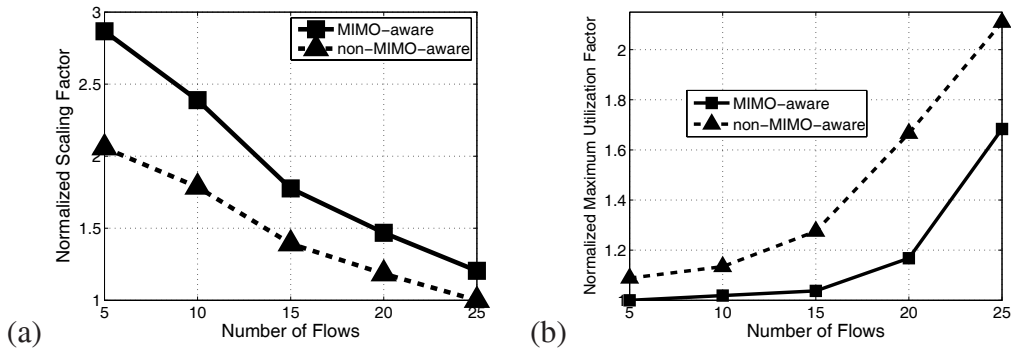 (a)
Normalized Scaling Factor
3
2.5
2
1.5
1
5 10 15 20 25
Number of Flows
MIMO-aware
non-MIMO-aware
(b)
Normalized Maximum Utilization Factor
2
1.8
1.6
1.4
1.2
1
5 10 15 20 25
Number of Flows
MIMO-aware
non-MIMO-aware